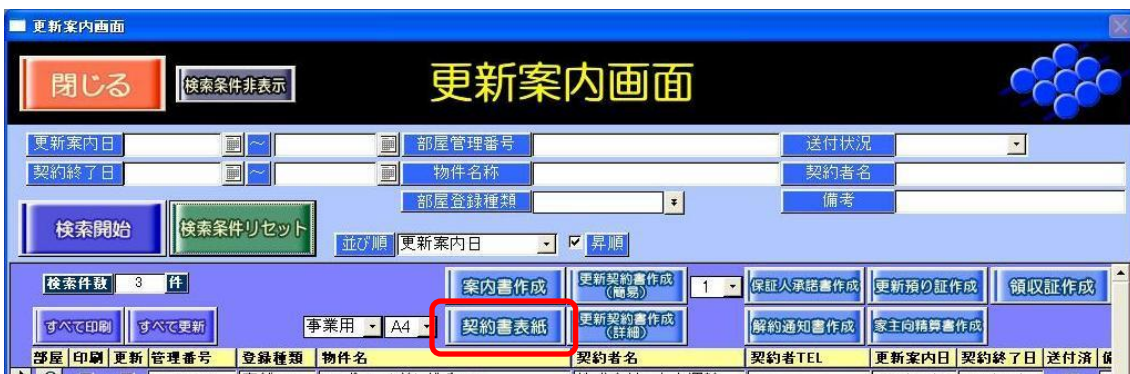 更新案内画面
閉じる 検索条件非表示 更新案内画面
更新案内日 ～ 部屋管理番号 送付状況
契約終了日 ～ 物件名称 契約者名
部屋登録種類 備考
検索開始 検索条件リセット 並び順 更新案内日 昇順
検索件数 3 件 案内書作成 更新契約書作成(簡易) 1 保証人承諾書作成 更新預り証作成 領収証作成
すべて印刷 すべて更新 事業用 A4 契約書表紙 更新契約書作成(詳細) 解約通知書作成 家主向精算書作成
部屋 印刷 更新 管理番号 登録種類 物件名 契約者名 契約者TEL 更新案内日 契約終了日 送付済